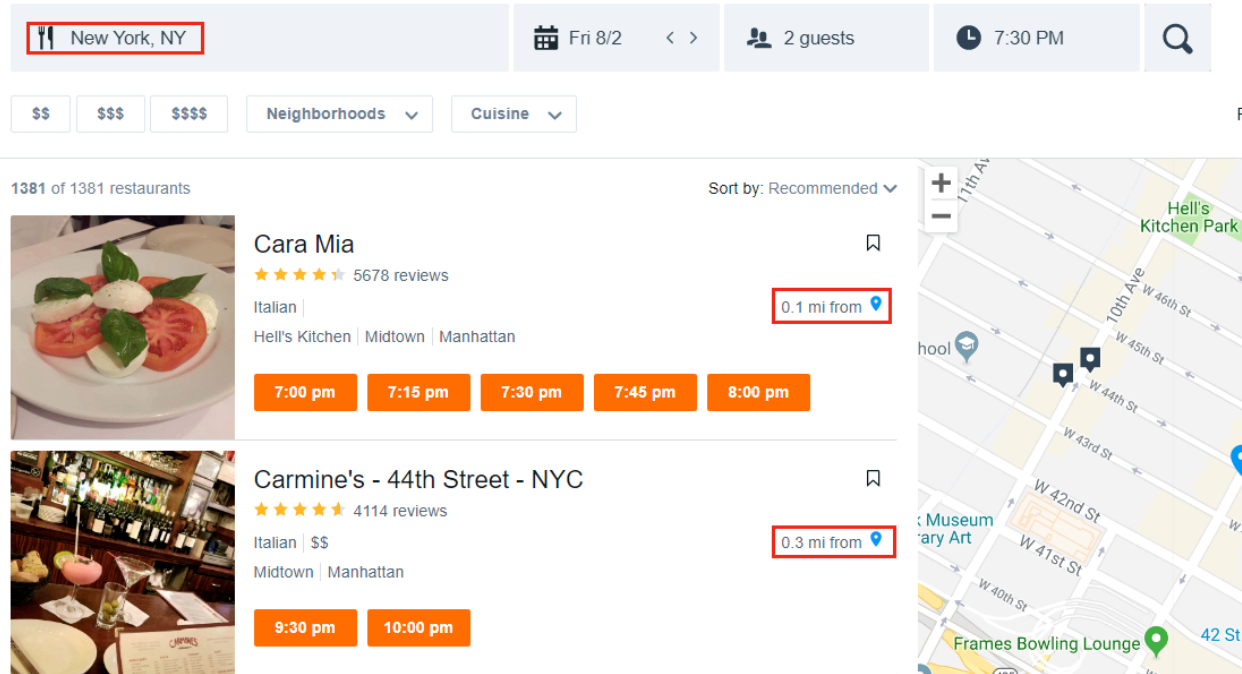 New York, NY
Fri 8/2
2 guests
7:30 PM
$$
$$$
$$$$
Neighborhoods
Cuisine
1381 of 1381 restaurants
Sort by: Recommended
Cara Mia
5678 reviews
Italian
0.1 mi from
Hell's Kitchen
Midtown
Manhattan
7:00 pm
7:15 pm
7:30 pm
7:45 pm
8:00 pm
Carmine's - 44th Street - NYC
4114 reviews
Italian
$$
0.3 mi from
Midtown
Manhattan
9:30 pm
10:00 pm
CARMINE'S
11th Av
Hell's
Kitchen Park
10th Ave
W 46th St
W 45th St
hool
W 44th St
W 43rd St
W 42nd St
Museum
rary Art
W 41st St
W 40th St
42 St
Frames Bowling Lounge